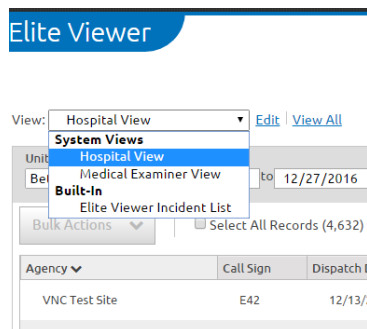 Elite Viewer
View: Hospital View Edit View All
System Views
Hospital View
Medical Examiner View
Built-In
Elite Viewer Incident List
Unit
Bet
to 12/27/2016
Bulk Actions Select All Records (4,632)
Agency Call Sign Dispatch
VNC Test Site E42 12/13/